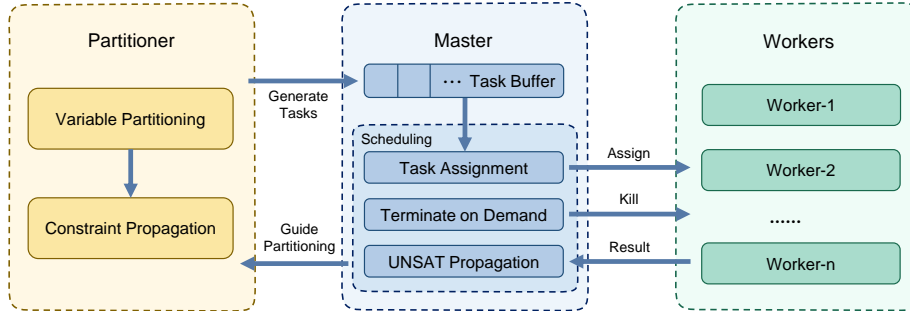 Partitioner
Variable Partitioning
Constraint Propagation
Generate
Tasks
Guide
Partitioning
Master
... Task Buffer
Scheduling
Task Assignment
Terminate on Demand
UNSAT Propagation
Assign
Kill
Result
Workers
Worker-1
Worker-2
......
Worker-n